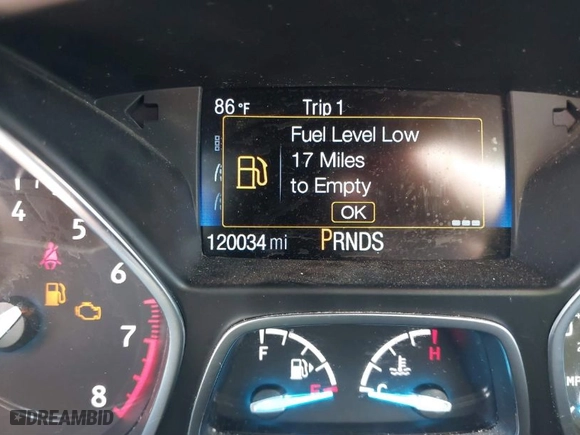 86°F Trip 1
Fuel Level Low
17 Miles
to Empty
OK
120034 mi PRNDS
4
5
6
7
8
F E
H C
DREAMBID